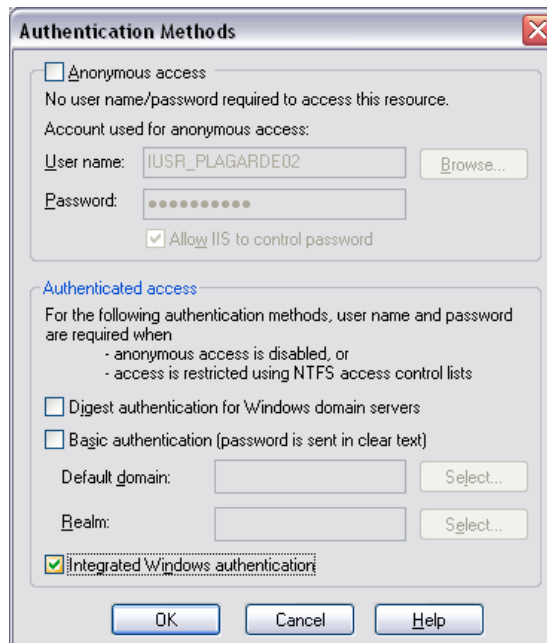 Authentication Methods
Anonymous access
No user name/password required to access this resource.
Account used for anonymous access:
User name: IUSR_PLAGARDE02 Browse...
Password: ●●●●●●●●●●
Allow IIS to control password
Authenticated access
For the following authentication methods, user name and password
are required when
- anonymous access is disabled, or
- access is restricted using NTFS access control lists
Digest authentication for Windows domain servers
Basic authentication (password is sent in clear text)
Default domain: Select...
Realm: Select...
Integrated Windows authentication
OK Cancel Help